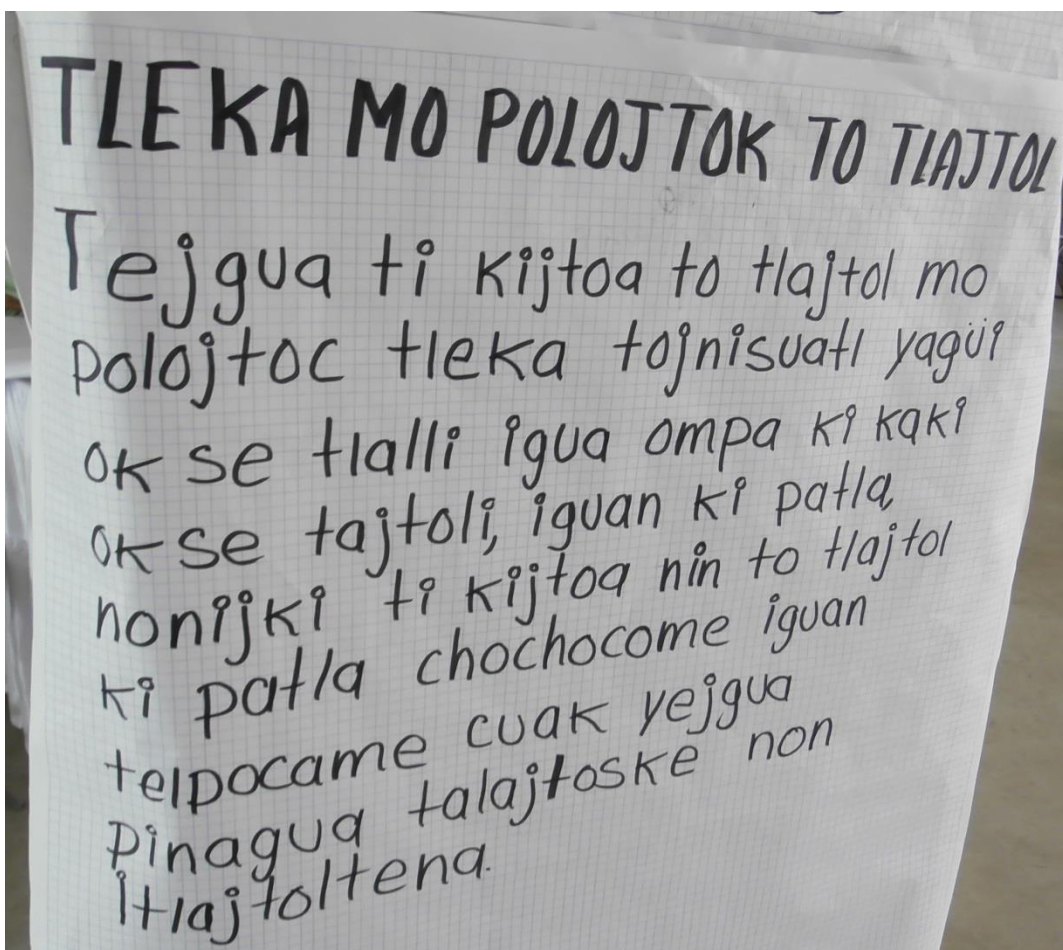 TLEKA MO POLOJTOK TO TLAJTOL
Tejgua ti kijtoa to tlajtol mo
polojtoc tleka tojnisuatl yagüi
ok se tlalli igua ompa ki kaki
ok se tajtoli, iguan ki patla,
nonijki ti kijtoa nin to tlajtol
ki patla chochocome iguan
telpocame cuak yejgua
pinagua talajtoske non
itlajtoltena.